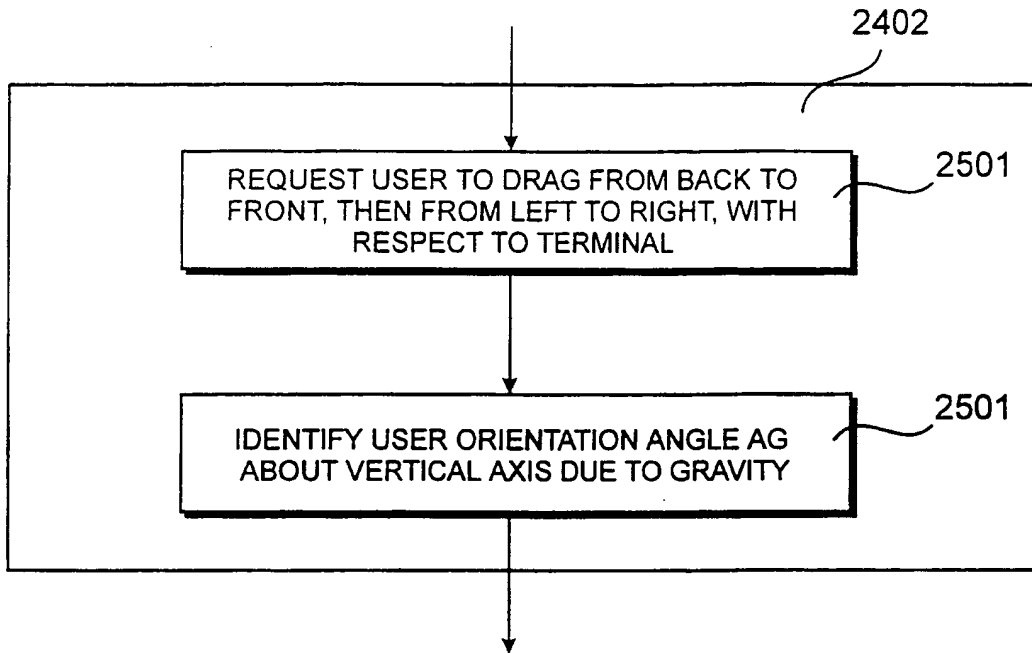 2402
2501
REQUEST USER TO DRAG FROM BACK TO
FRONT, THEN FROM LEFT TO RIGHT, WITH
RESPECT TO TERMINAL
2501
IDENTIFY USER ORIENTATION ANGLE AG
ABOUT VERTICAL AXIS DUE TO GRAVITY